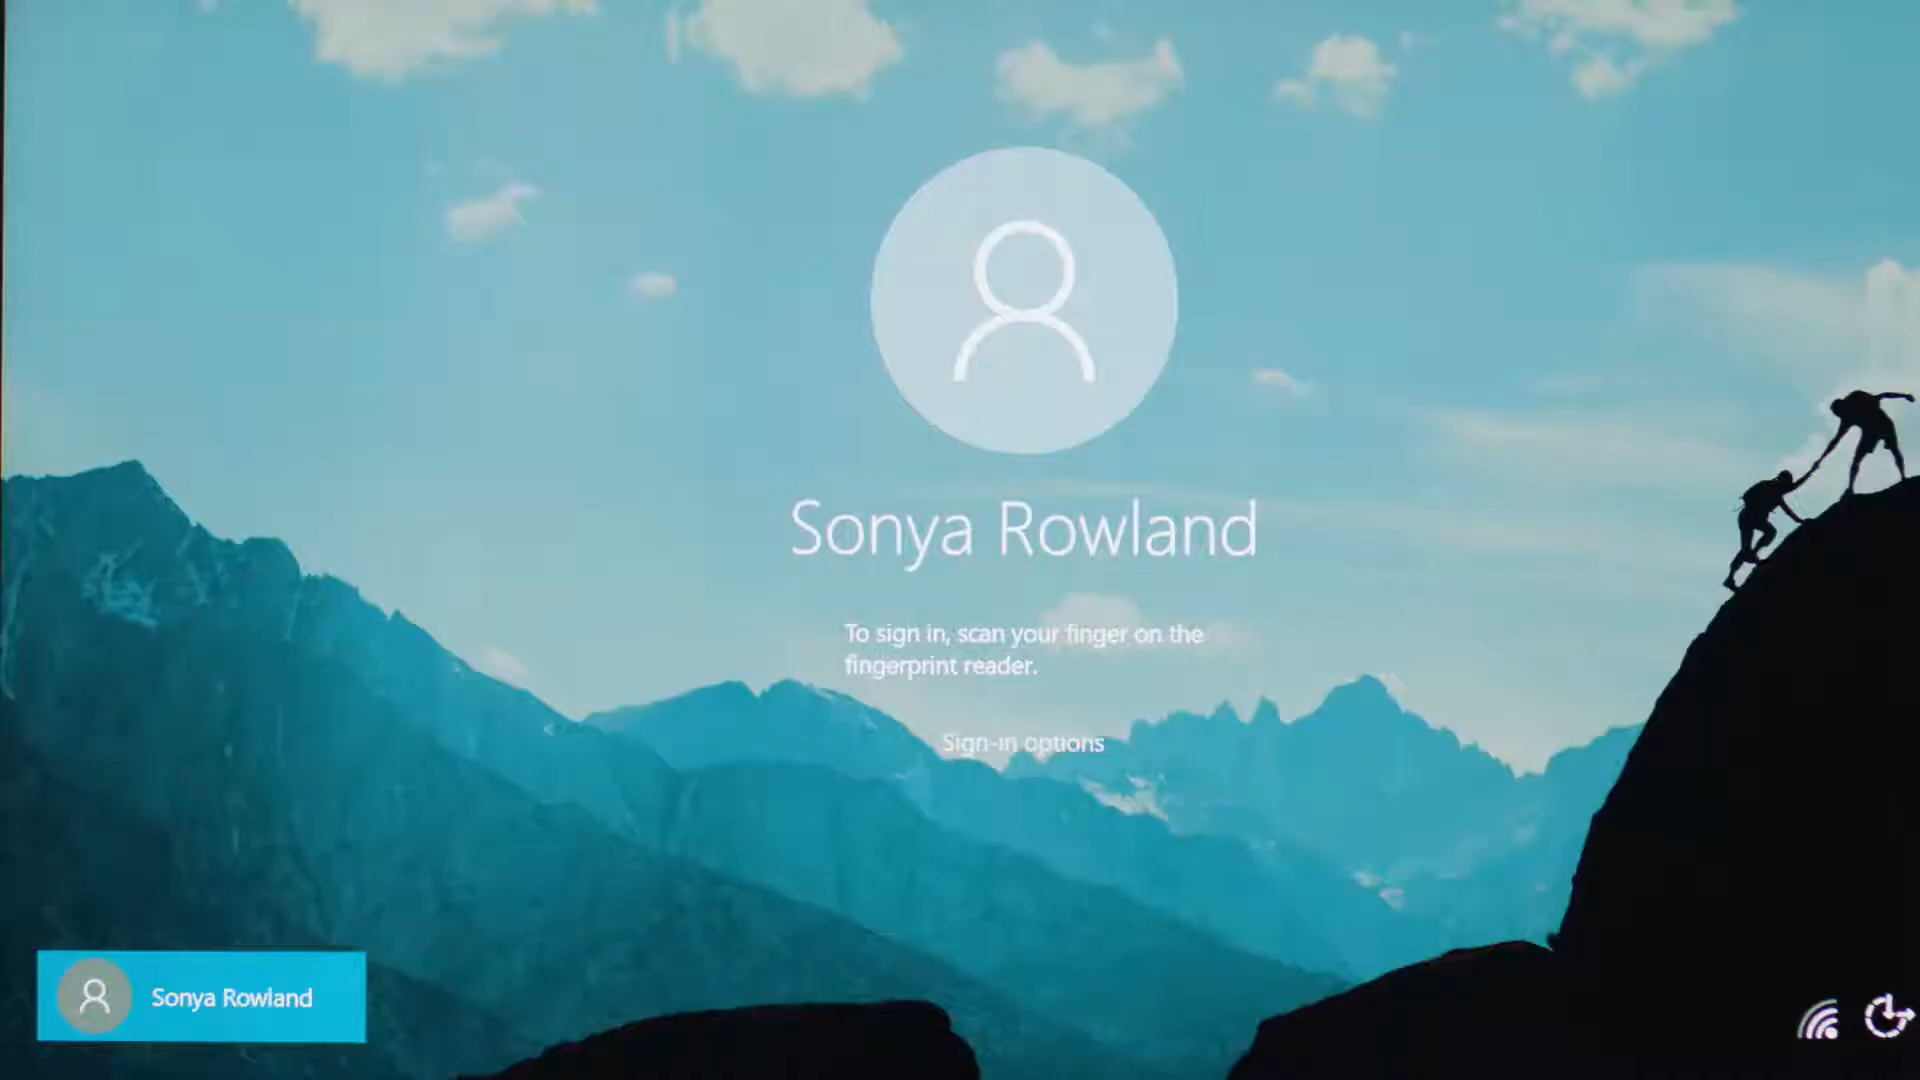 Sonya Rowland
To sign in, scan your finger on the
fingerprint reader.
Sign-in options
Sonya Rowland